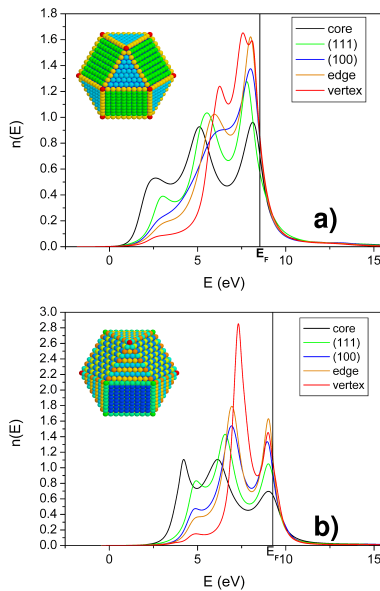 n(E)
1.8
1.6
1.4
1.2
1.0
0.8
0.6
0.4
0.2
0.0
core
(111)
(100)
edge
vertex
a)
0
5
E_F
10
15
E (eV)
n(E)
3.0
2.8
2.6
2.4
2.2
2.0
1.8
1.6
1.4
1.2
1.0
0.8
0.6
0.4
0.2
0.0
core
(111)
(100)
edge
vertex
b)
0
5
E_F
10
15
E (eV)